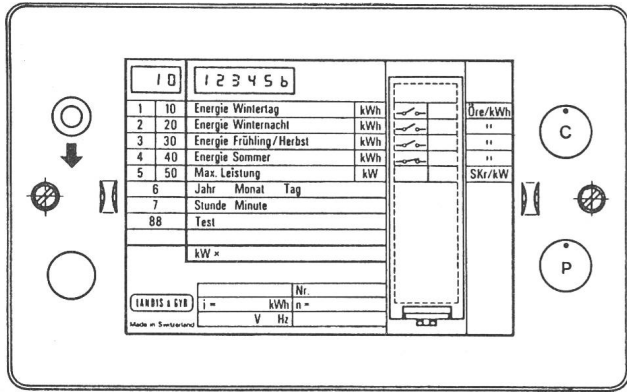 10 123456
1 10 Energie Wintertag kWh Öre/kWh
2 20 Energie Winternacht kWh "
3 30 Energie Frühling/Herbst kWh "
4 40 Energie Sommer kWh "
5 50 Max. Leistung kW SKr/kW
6 Jahr Monat Tag
7 Stunde Minute
88 Test
kW ×
Nr.
i = kWh n =
V Hz
LANDIS & GYR
Made in Switzerland
C
P